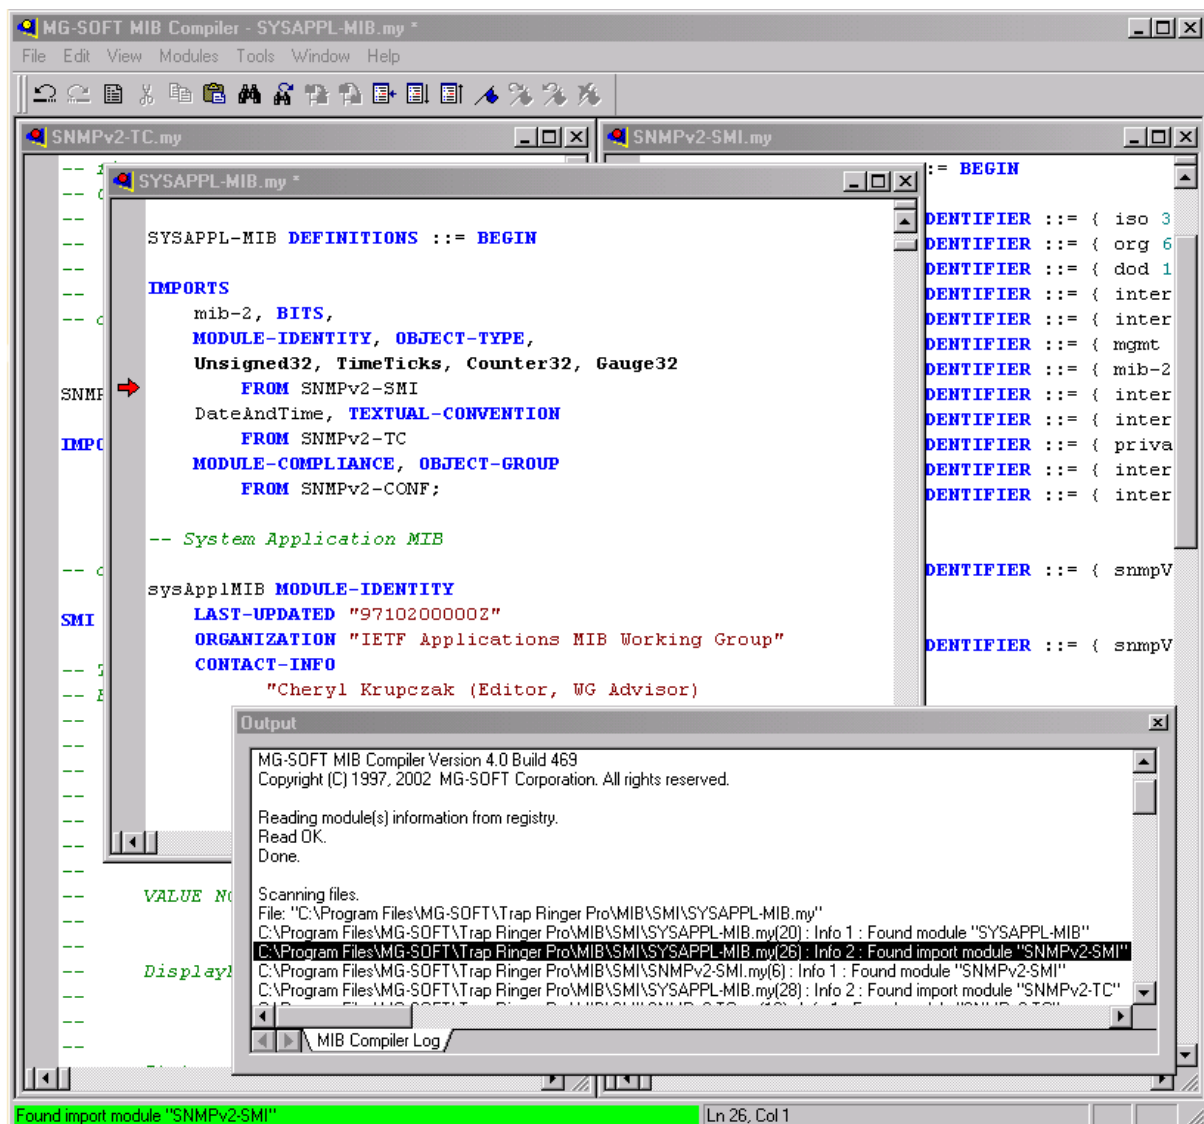 MG-SOFT MIB Compiler - SYSAPPL-MIB.my *
File Edit View Modules Tools Window Help
SNMPv2-TC.my
SNMPv2-SMI.my
SYSAPPL-MIB.my *
SYSAPPL-MIB DEFINITIONS ::= BEGIN
IMPORTS
mib-2, BITS,
MODULE-IDENTITY, OBJECT-TYPE,
Unsigned32, TimeTicks, Counter32, Gauge32
FROM SNMPv2-SMI
DateAndTime, TEXTUAL-CONVENTION
FROM SNMPv2-TC
MODULE-COMPLIANCE, OBJECT-GROUP
FROM SNMPv2-CONF;
-- System Application MIB
sysApplMIB MODULE-IDENTITY
LAST-UPDATED "9710200000Z"
ORGANIZATION "IETF Applications MIB Working Group"
CONTACT-INFO
"Cheryl Krupczak (Editor, WG Advisor)
SMI
VALUE
:= BEGIN
DENTIFIER ::= { iso 3
DENTIFIER ::= { org 6
DENTIFIER ::= { dod 1
DENTIFIER ::= { inter
DENTIFIER ::= { inter
DENTIFIER ::= { mgmt
DENTIFIER ::= { mib-2
DENTIFIER ::= { inter
DENTIFIER ::= { inter
DENTIFIER ::= { priva
DENTIFIER ::= { inter
DENTIFIER ::= { inter
DENTIFIER ::= { snmpV
DENTIFIER ::= { snmpV
Output
MG-SOFT MIB Compiler Version 4.0 Build 469
Copyright (C) 1997, 2002 MG-SOFT Corporation. All rights reserved.
Reading module(s) information from registry.
Read OK.
Done.
Scanning files.
File: "C:\Program Files\MG-SOFT\Trap Ringer Pro\MIB\SMI\SYSAPPL-MIB.my"
C:\Program Files\MG-SOFT\Trap Ringer Pro\MIB\SMI\SYSAPPL-MIB.my(20) : Info 1 : Found module "SYSAPPL-MIB"
C:\Program Files\MG-SOFT\Trap Ringer Pro\MIB\SMI\SYSAPPL-MIB.my(26) : Info 2 : Found import module "SNMPv2-SMI"
C:\Program Files\MG-SOFT\Trap Ringer Pro\MIB\SMI\SNMPv2-SMI.my(6) : Info 1 : Found module "SNMPv2-SMI"
C:\Program Files\MG-SOFT\Trap Ringer Pro\MIB\SMI\SYSAPPL-MIB.my(28) : Info 2 : Found import module "SNMPv2-TC"
MIB Compiler Log
Found import module "SNMPv2-SMI"
Ln 26, Col 1